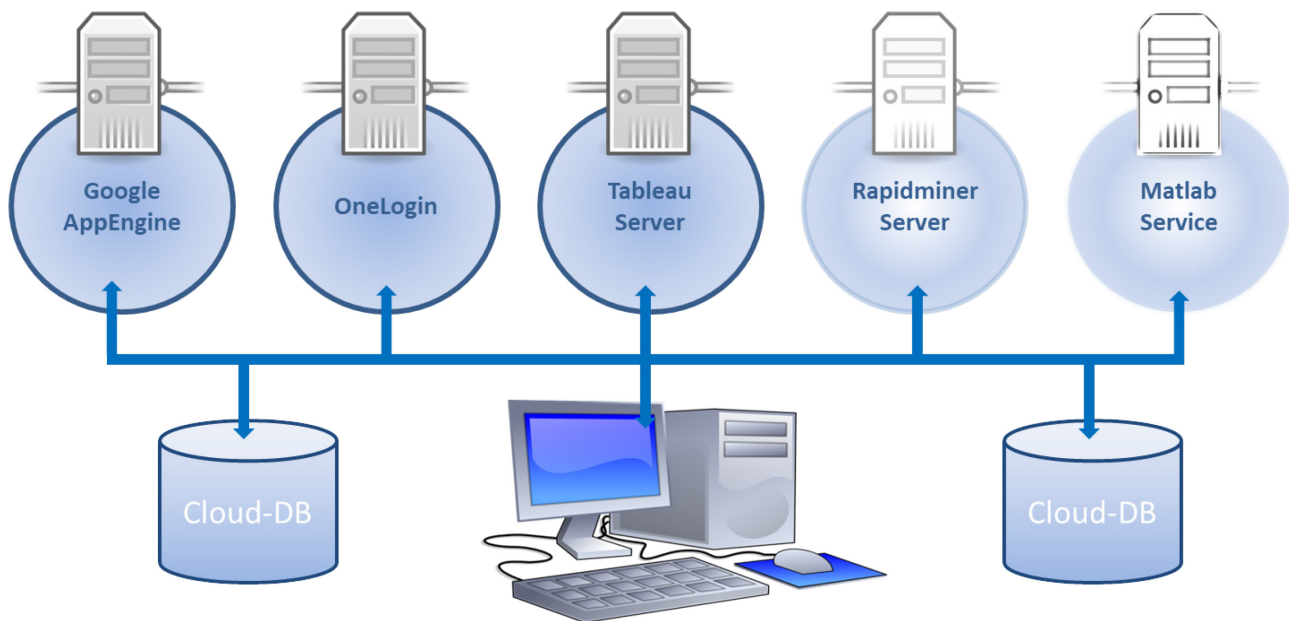 Google
AppEngine
OneLogin
Tableau
Server
Rapidminer
Server
Matlab
Service
Cloud-DB
Cloud-DB